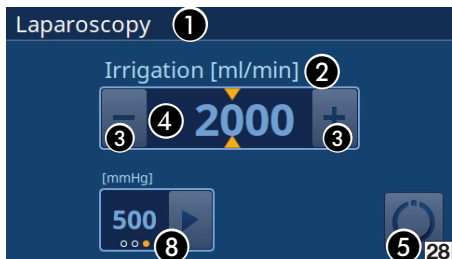 Laparoscopy 1
Irrigation [ml/min] 2
3 − 4 2000 + 3
[mmHg]
500
8 5 28